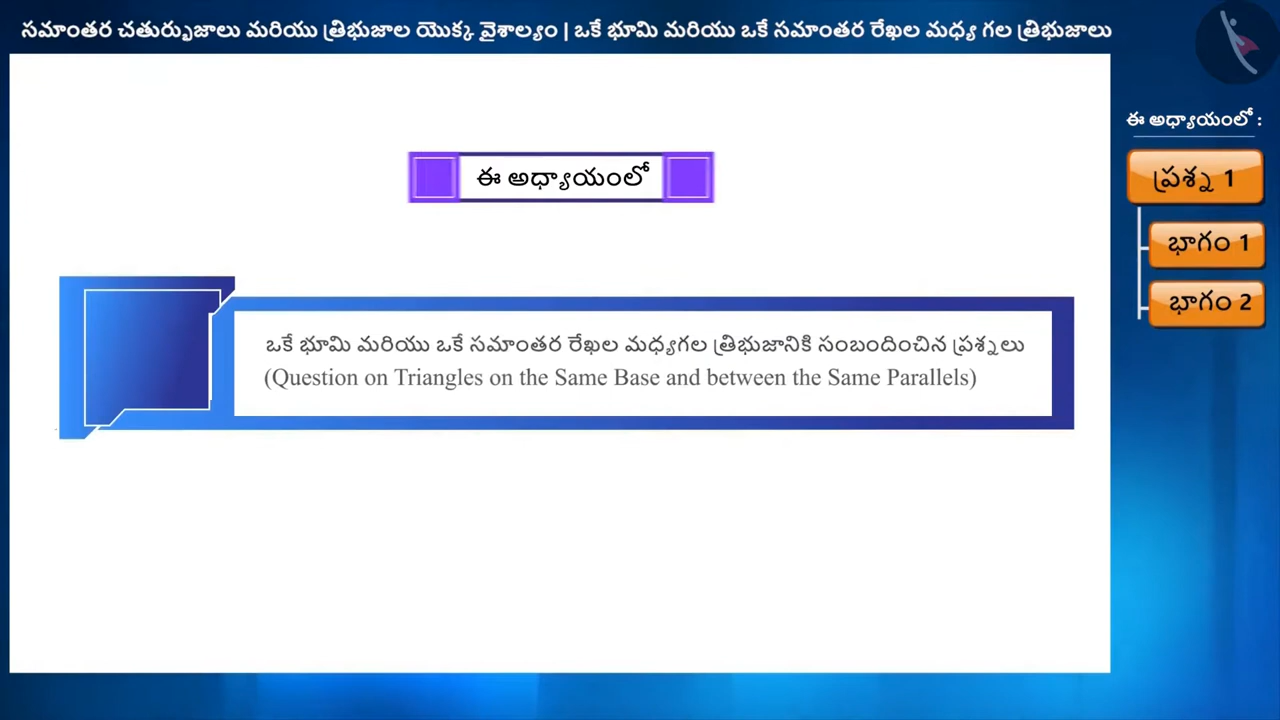 సమాంతర చతుర్భుజాలు మరియు త్రిభుజాల యొక్క వైశాల్యం | ఒకే భూమి మరియు ఒకే సమాంతర రేఖల మధ్య గల త్రిభుజాలు
ఈ అధ్యాయంలో
ఒకే భూమి మరియు ఒకే సమాంతర రేఖల మధ్యగల త్రిభుజానికి సంబందించిన ప్రశ్నలు
(Question on Triangles on the Same Base and between the Same Parallels)
ఈ అధ్యాయంలో :
ప్రశ్న 1
భాగం 1
భాగం 2